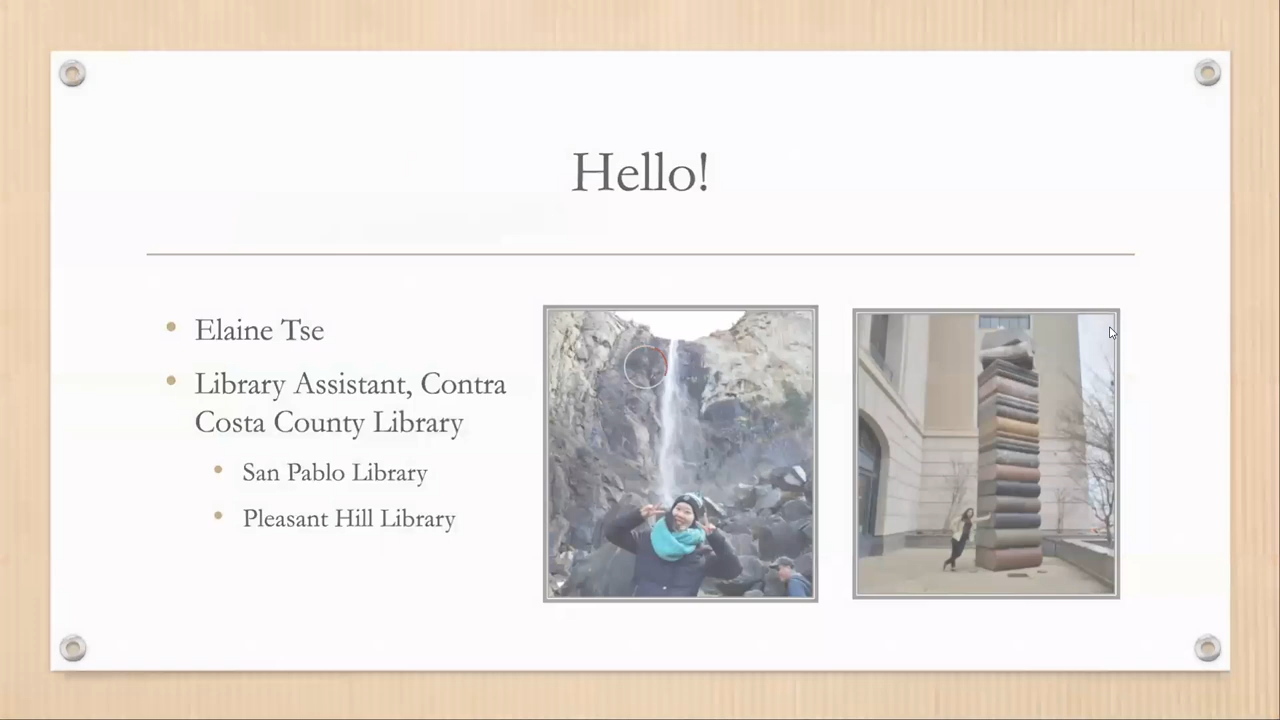 Hello!
Elaine Tse
Library Assistant, Contra
Costa County Library
San Pablo Library
Pleasant Hill Library